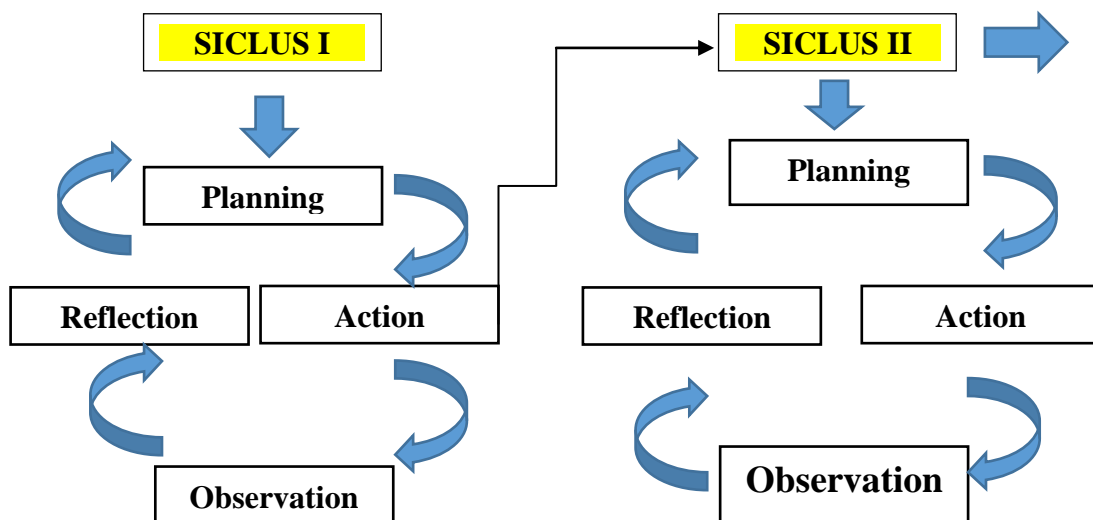 SICLUS I
Planning
Reflection
Action
Observation
SICLUS II
Planning
Reflection
Action
Observation